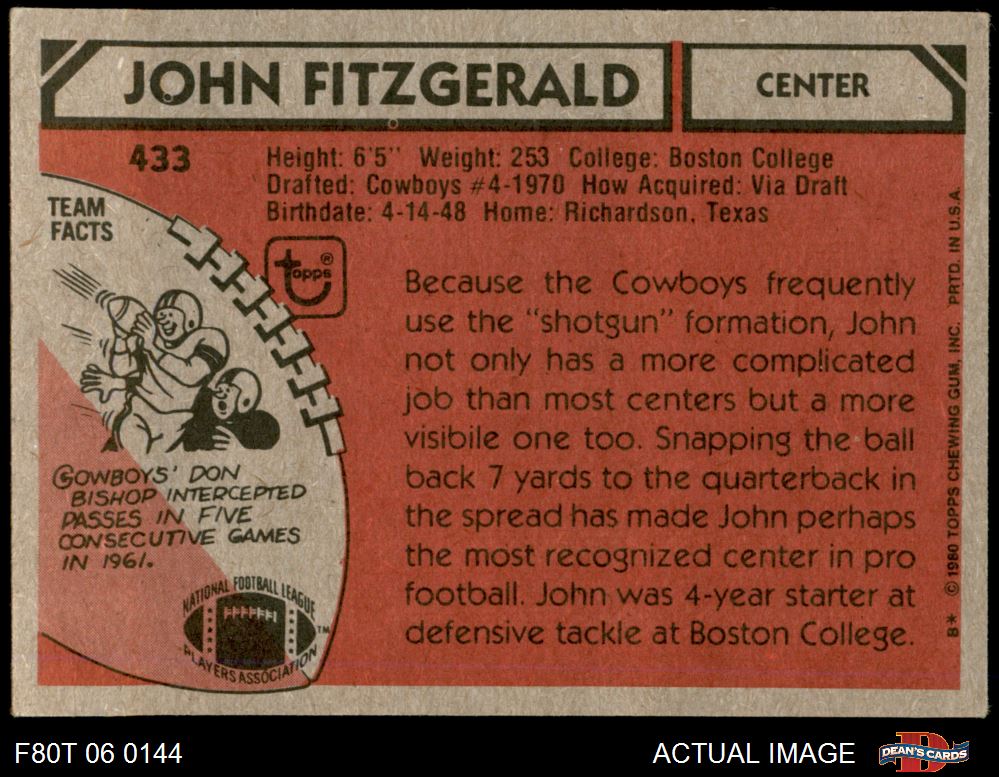 JOHN FITZGERALD
CENTER
433
Height: 6'5" Weight: 253 College: Boston College
Drafted: Cowboys #4-1970 How Acquired: Via Draft
Birthdate: 4-14-48 Home: Richardson, Texas
TEAM
FACTS
topps ®
COWBOYS' DON
BISHOP INTERCEPTED
PASSES IN FIVE
CONSECUTIVE GAMES
IN 1961.
NATIONAL FOOTBALL LEAGUE
PLAYERS ASSOCIATION
TM
Because the Cowboys frequently
use the "shotgun" formation, John
not only has a more complicated
job than most centers but a more
visibile one too. Snapping the ball
back 7 yards to the quarterback in
the spread has made John perhaps
the most recognized center in pro
football. John was 4-year starter at
defensive tackle at Boston College.
B* © 1980 TOPPS CHEWING GUM, INC. PRTD. IN U.S.A.
F80T 06 0144
ACTUAL IMAGE
D
DEAN'S CARDS